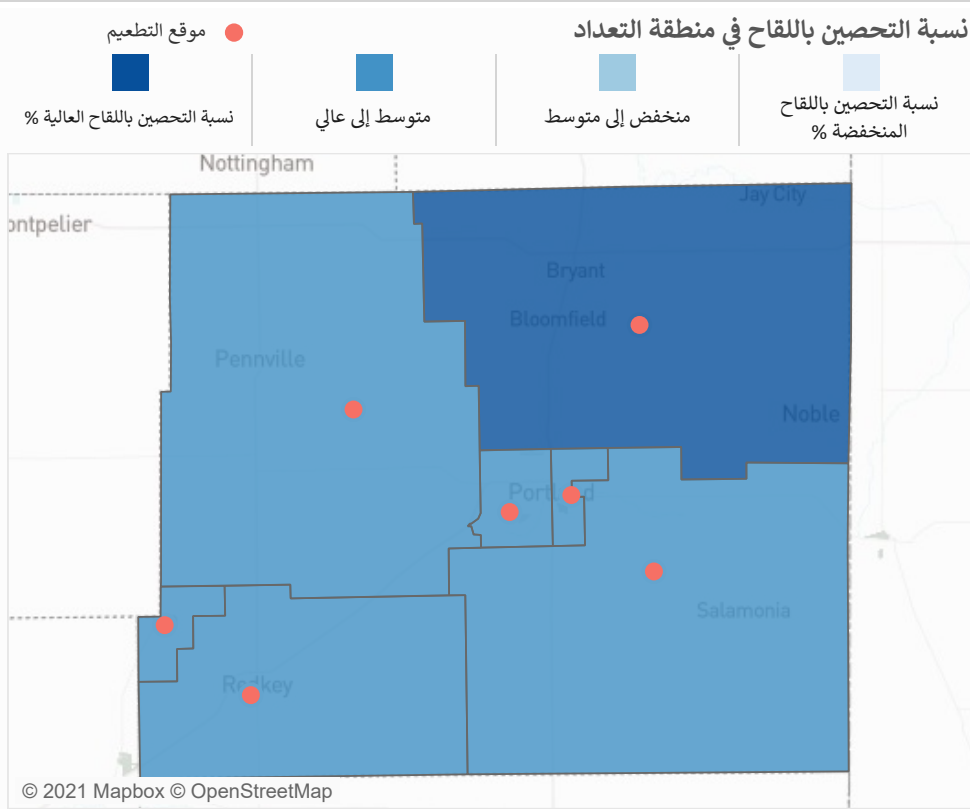 نسبة التحصين باللقاح في منطقة التعداد
موقع التطعيم
نسبة التحصين باللقاح
المنخفضة %
منخفض إلى متوسط
متوسط إلى عالي
نسبة التحصين باللقاح العالية %
Nottingham
Jay City
ontpelier
Bryant
Bloomfield
Pennville
Noble
Portland
Salamonia
Redkey
© 2021 Mapbox © OpenStreetMap